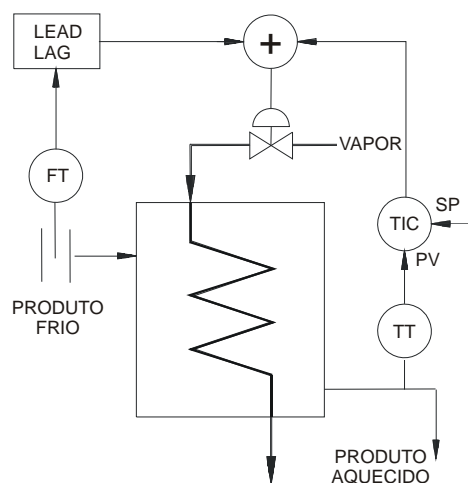 LEAD
LAG
+
VAPOR
FT
SP
TIC
PV
TT
PRODUTO
FRIO
PRODUTO
AQUECIDO